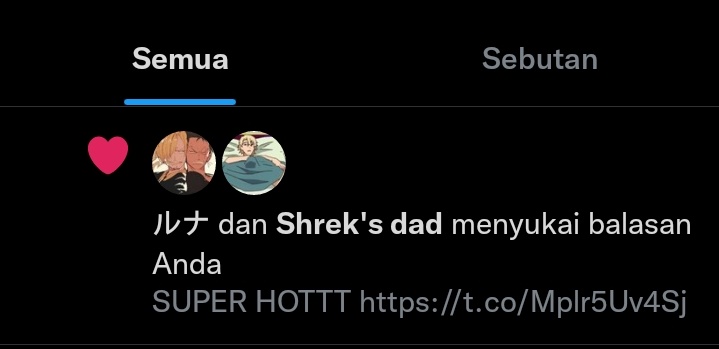 Semua Sebutan
ルナ dan Shrek's dad menyukai balasan
Anda
SUPER HOTTT https://t.co/Mplr5Uv4Sj